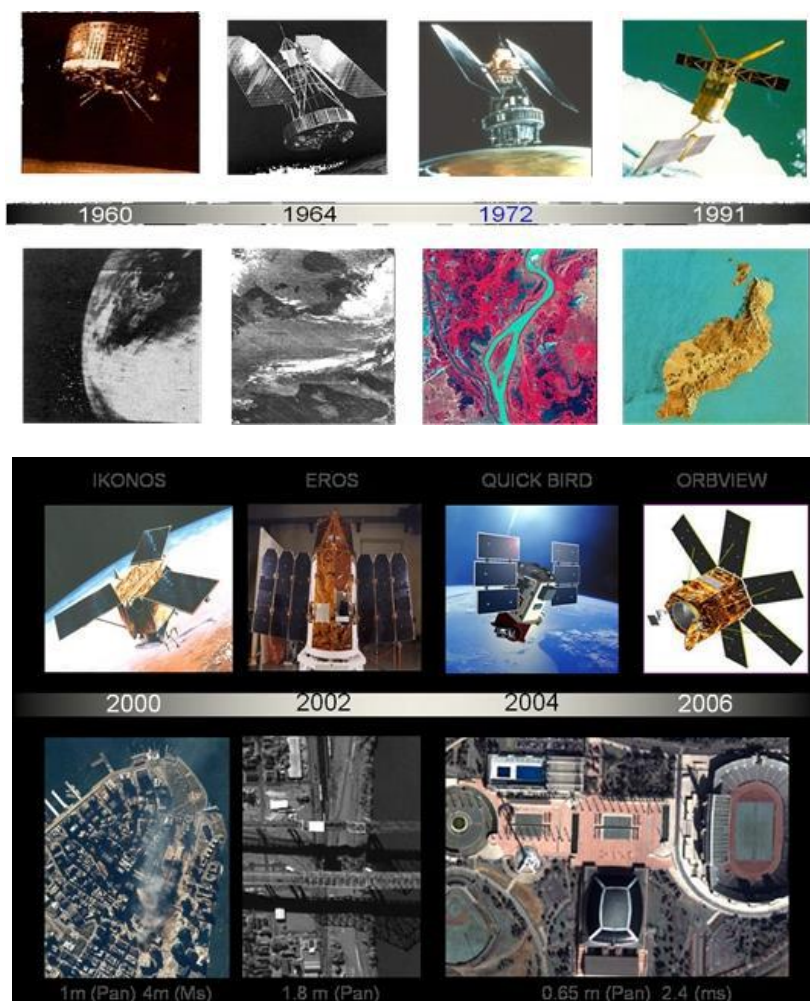 1960 1964 1972 1991
IKONOS EROS QUICK BIRD ORBVIEW
2000 2002 2004 2006
1m (Pan) 4m (Ms) 1.8 m (Pan) 0.65 m (Pan) 2.4 (ms)